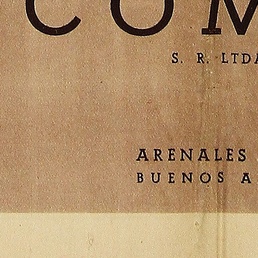 COM
S. R. LTDA
ARENALES
BUENOS A